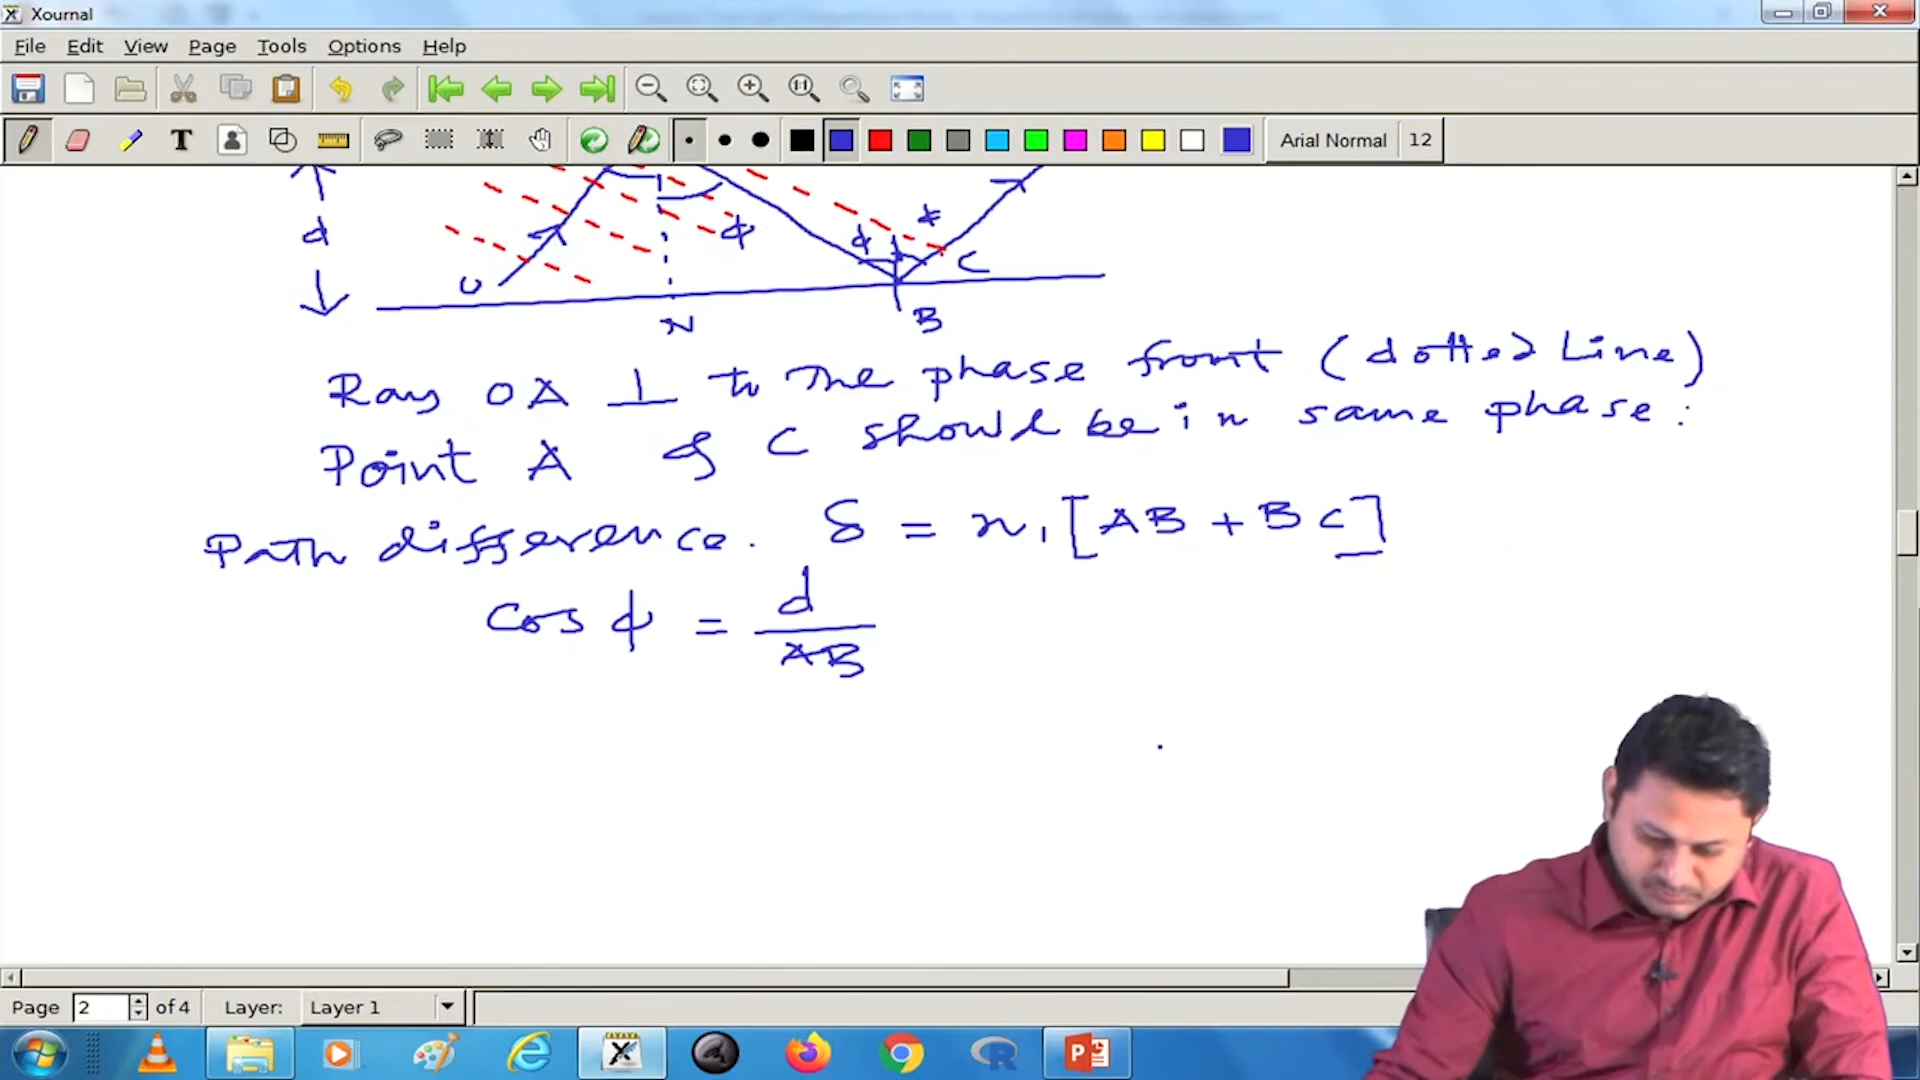 Xournal
File Edit View Page Tools Options Help
T Arial Normal 12
d
φ
C
N
B
Ray OA ⊥ to the phase front (dotted Line)
Point A & C should be in same phase.
Path difference. δ = n₁ [AB + BC]
cos φ = d
AB
Page 2 of 4 Layer: Layer 1